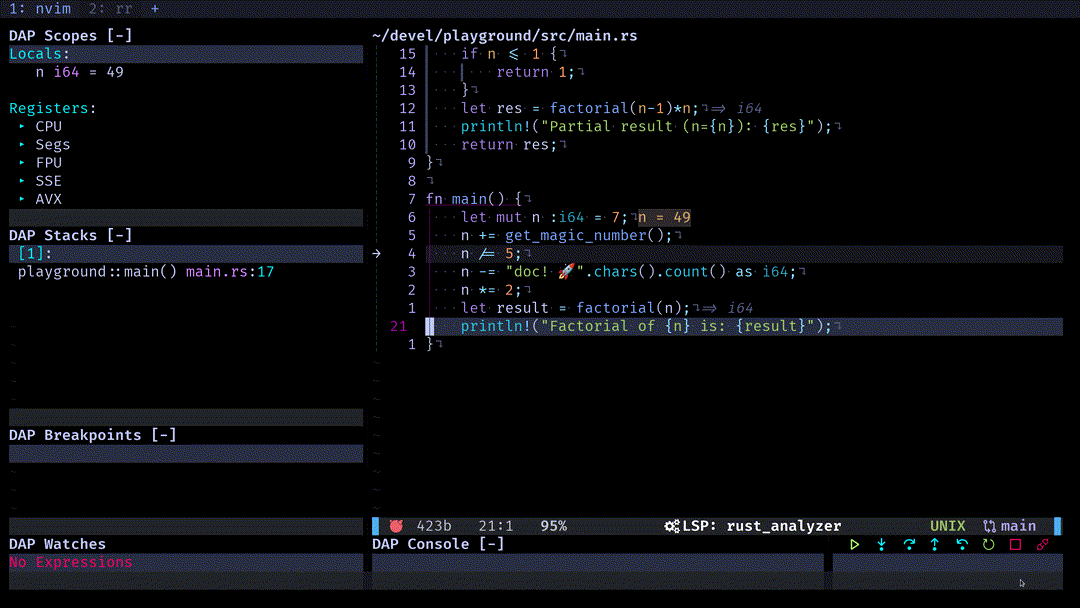 1: nvim 2: rr +
DAP Scopes [-]
Locals:
n i64 = 49
Registers:
▸ CPU
▸ Segs
▸ FPU
▸ SSE
▸ AVX
DAP Stacks [-]
[1]:
playground::main() main.rs:17
DAP Breakpoints [-]
DAP Watches
No Expressions
~/devel/playground/src/main.rs
15 if n <= 1 {
14 return 1;
13 }
12 let res = factorial(n-1)*n; => i64
11 println!("Partial result (n={n}): {res}");
10 return res;
9 }
8
7 fn main() {
6 let mut n :i64 = 7; n = 49
5 n += get_magic_number();
→ 4 n /= 5;
3 n -= "doc! 🚀".chars().count() as i64;
2 n *= 2;
1 let result = factorial(n); => i64
21 println!("Factorial of {n} is: {result}");
1 }
423b 21:1 95% LSP: rust_analyzer UNIX main
DAP Console [-]